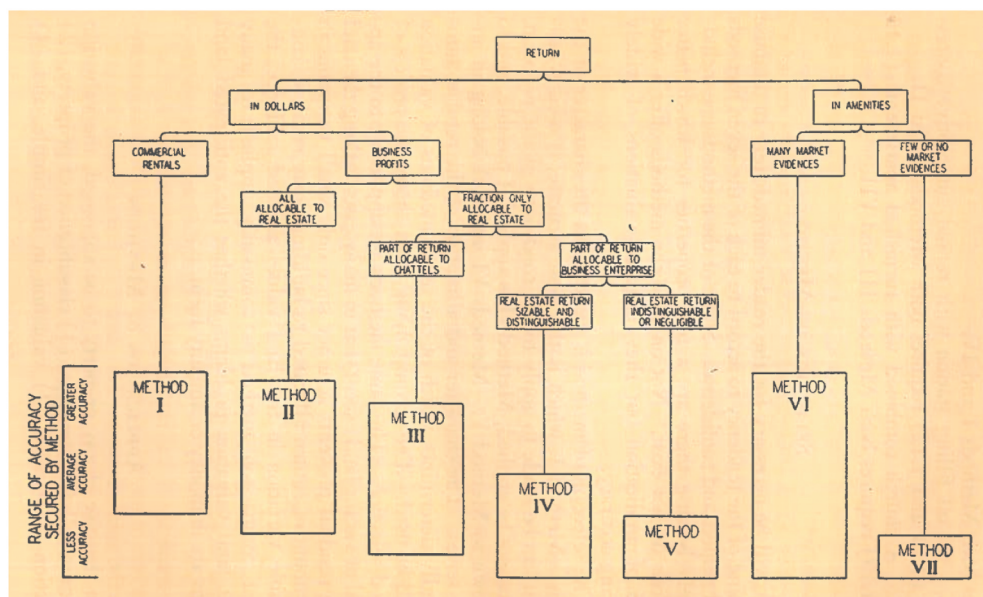 RETURN
IN DOLLARS
IN AMENITIES
COMMERCIAL
RENTALS
BUSINESS
PROFITS
MANY MARKET
EVIDENCES
FEW OR NO
MARKET
EVIDENCES
ALL
ALLOCABLE TO
REAL ESTATE
FRACTION ONLY
ALLOCABLE TO
REAL ESTATE
PART OF RETURN
ALLOCABLE TO
CHATTELS
PART OF RETURN
ALLOCABLE TO
BUSINESS ENTERPRISE
REAL ESTATE RETURN
SIZABLE AND
DISTINGUISHABLE
REAL ESTATE RETURN
INDISTINGUISHABLE
OR NEGLIGIBLE
RANGE OF ACCURACY
SECURED BY METHOD
GREATER
ACCURACY
AVERAGE
ACCURACY
LESS
ACCURACY
METHOD
I
METHOD
II
METHOD
III
METHOD
IV
METHOD
V
METHOD
VI
METHOD
VII